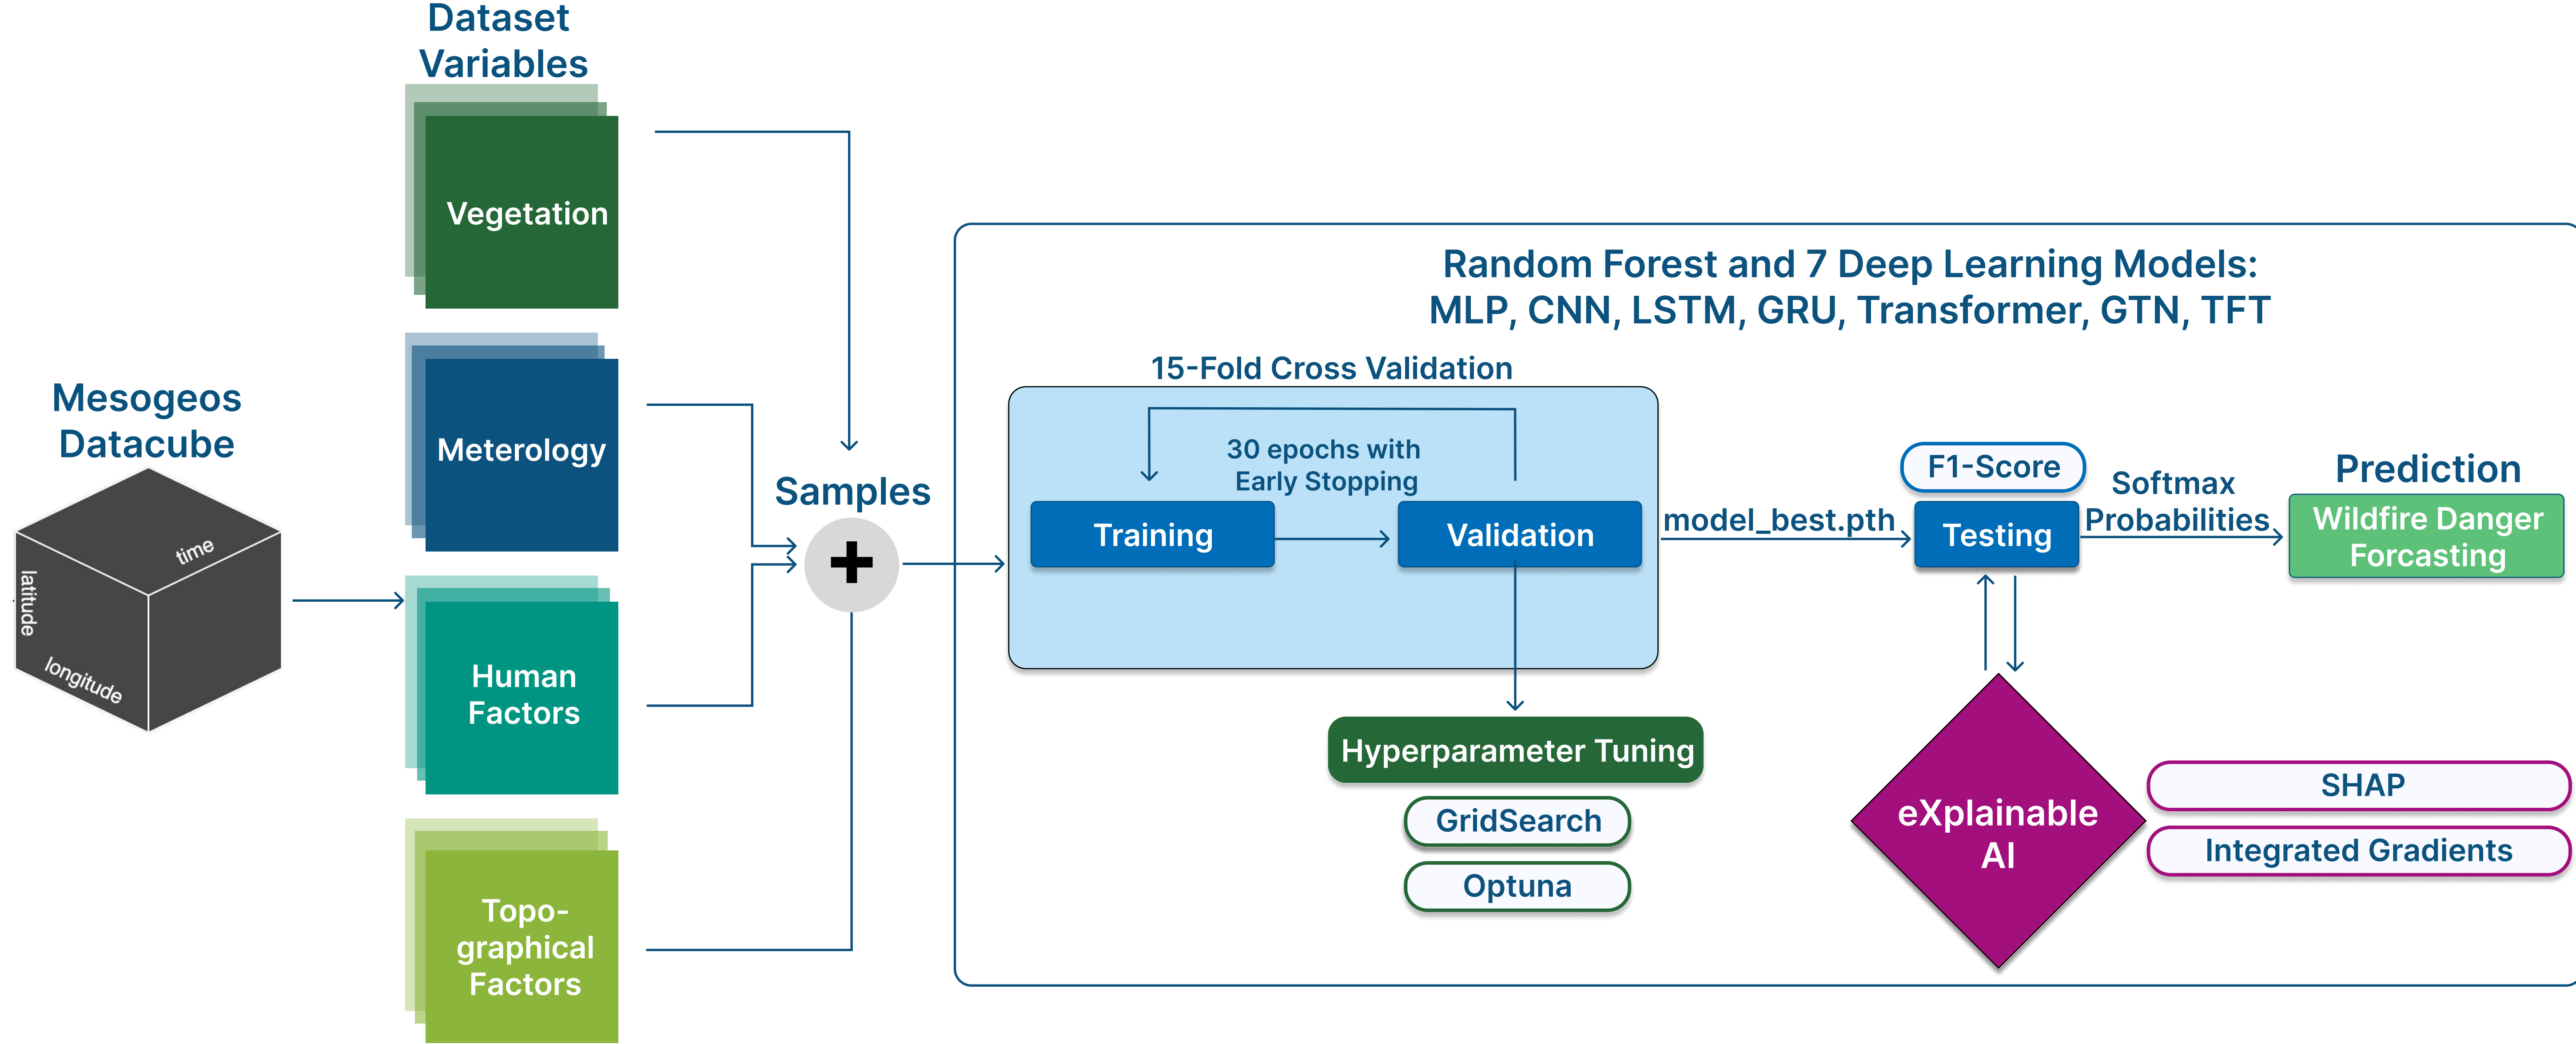 Dataset
Variables
Vegetation
Meterology
Human
Factors
Topo-
graphical
Factors
Mesogeos
Datacube
time
latitude
longitude
Samples
+
Random Forest and 7 Deep Learning Models:
MLP, CNN, LSTM, GRU, Transformer, GTN, TFT
15-Fold Cross Validation
30 epochs with
Early Stopping
Training
Validation
Hyperparameter Tuning
GridSearch
Optuna
model_best.pth
F1-Score
Testing
Softmax
Probabilities
Prediction
Wildfire Danger
Forcasting
eXplainable
AI
SHAP
Integrated Gradients